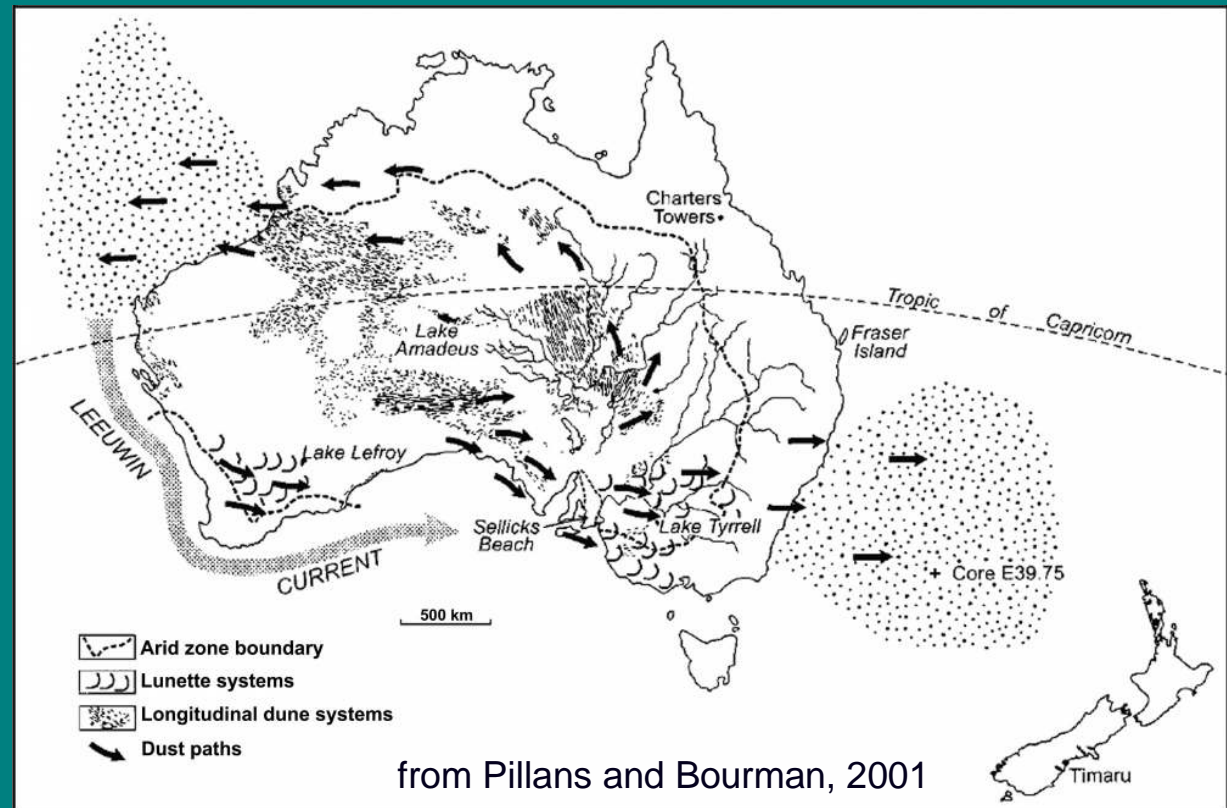 Charters
Towers
Tropic of Capricorn
Fraser
Island
Lake
Amadeus
LEEUWIN
CURRENT
Lake Lefroy
Sellicks
Beach
Lake Tyrrell
+ Core E39.75
500 km
Arid zone boundary
Lunette systems
Longitudinal dune systems
Dust paths
from Pillans and Bourman, 2001
Timaru